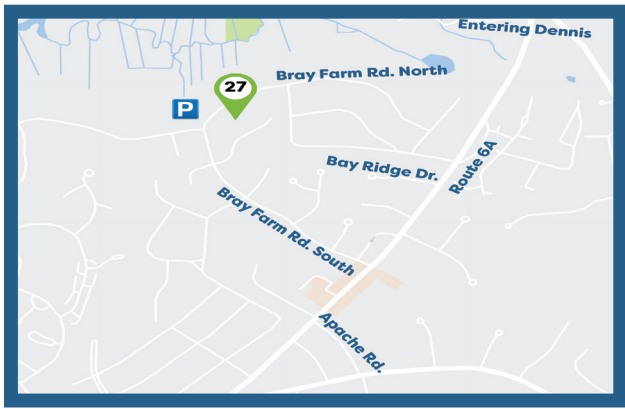 Entering Dennis
Bray Farm Rd. North
27
P
Bay Ridge Dr.
Route 6A
Bray Farm Rd. South
Apache Rd.